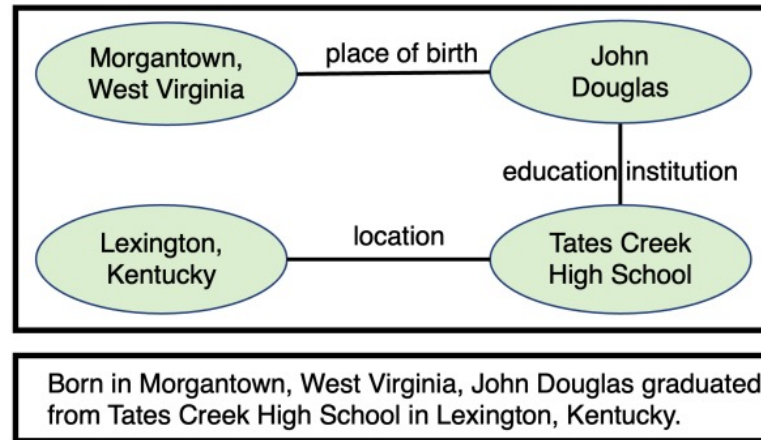 Morgantown,
West Virginia
place of birth
John
Douglas
education institution
Lexington,
Kentucky
location
Tates Creek
High School
Born in Morgantown, West Virginia, John Douglas graduated
from Tates Creek High School in Lexington, Kentucky.